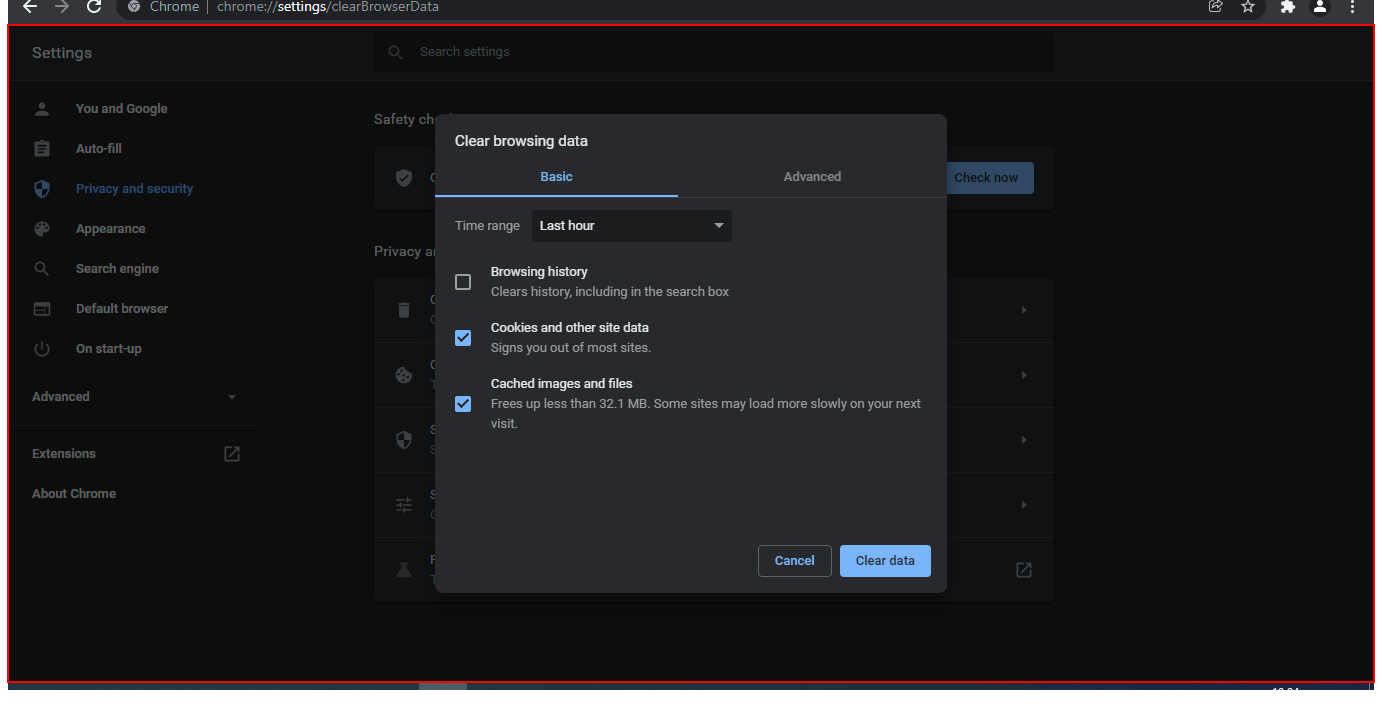 Chrome | chrome://settings/clearBrowserData
Settings
Search settings
You and Google
Auto-fill
Privacy and security
Appearance
Search engine
Default browser
On start-up
Advanced
Extensions
About Chrome
Safety
Check now
Privacy
Clear browsing data
Basic
Advanced
Time range
Last hour
Browsing history
Clears history, including in the search box
Cookies and other site data
Signs you out of most sites.
Cached images and files
Frees up less than 32.1 MB. Some sites may load more slowly on your next
visit.
Cancel
Clear data